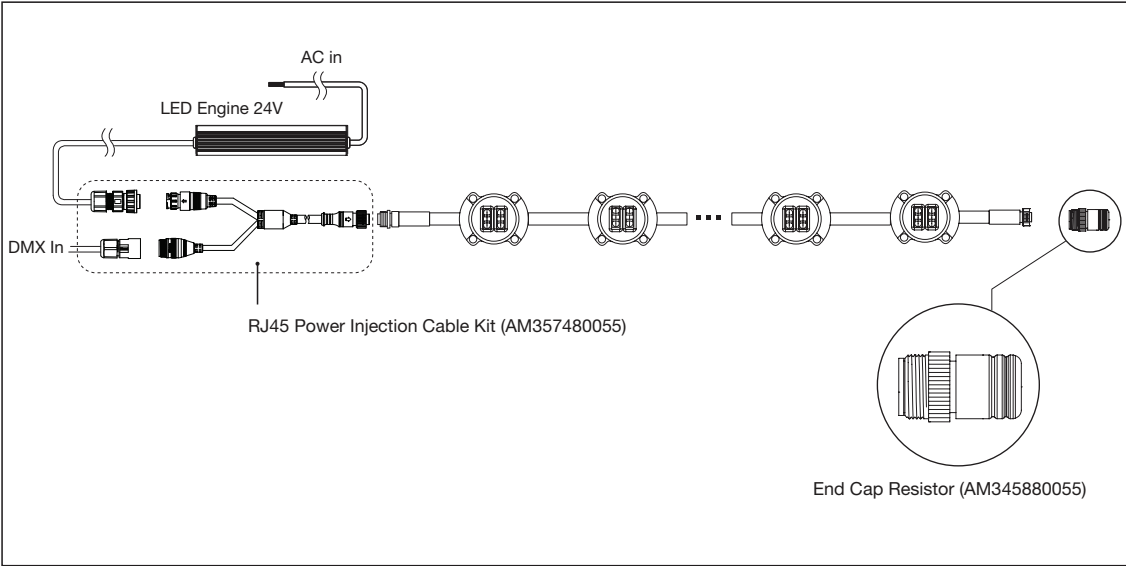 AC in
LED Engine 24V
DMX In
RJ45 Power Injection Cable Kit (AM357480055)
End Cap Resistor (AM345880055)